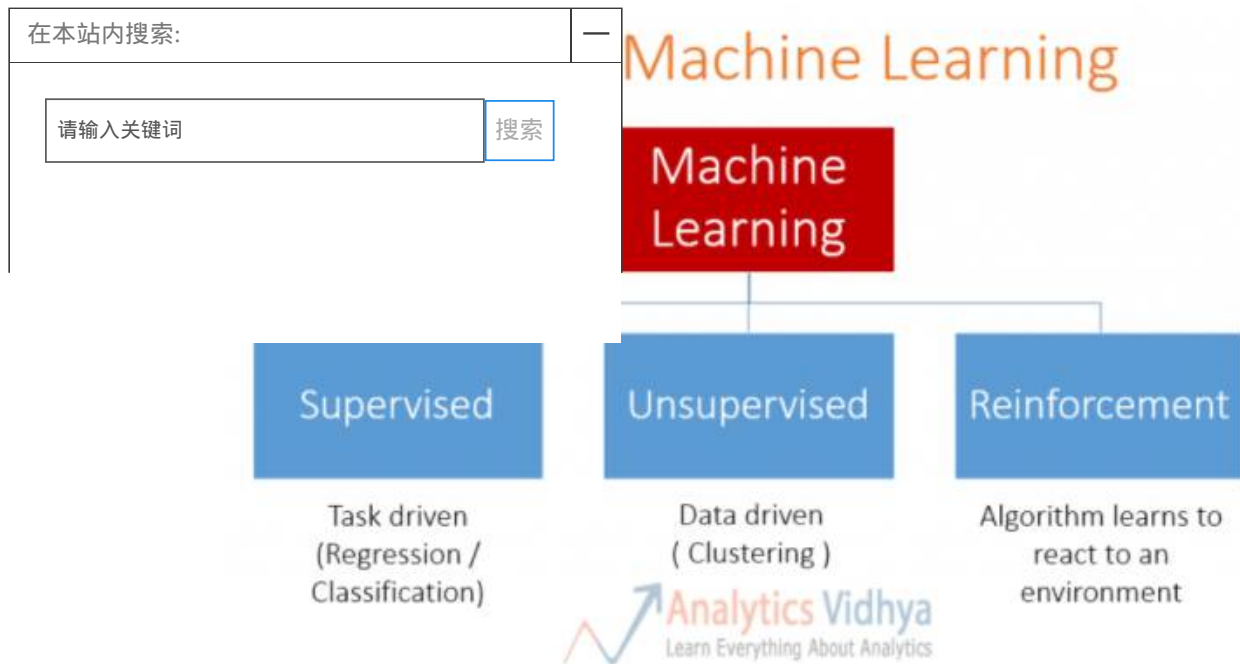 在本站内搜索:
—
Machine Learning
请输入关键词
搜索
Machine
Learning
Supervised
Unsupervised
Reinforcement
Task driven
(Regression /
Classification)
Data driven
( Clustering )
Algorithm learns to
react to an
environment
Analytics Vidhya
Learn Everything About Analytics